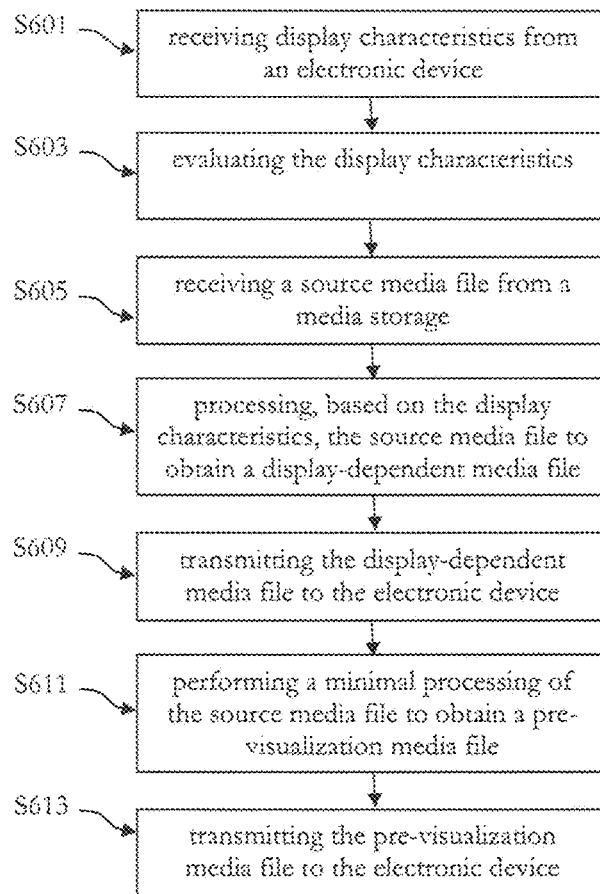 S601
receiving display characteristics from
an electronic device
S603
evaluating the display characteristics
S605
receiving a source media file from a
media storage
S607
processing, based on the display
characteristics, the source media file to
obtain a display-dependent media file
S609
transmitting the display-dependent
media file to the electronic device
S611
performing a minimal processing of
the source media file to obtain a pre-
visualization media file
S613
transmitting the pre-visualization
media file to the electronic device